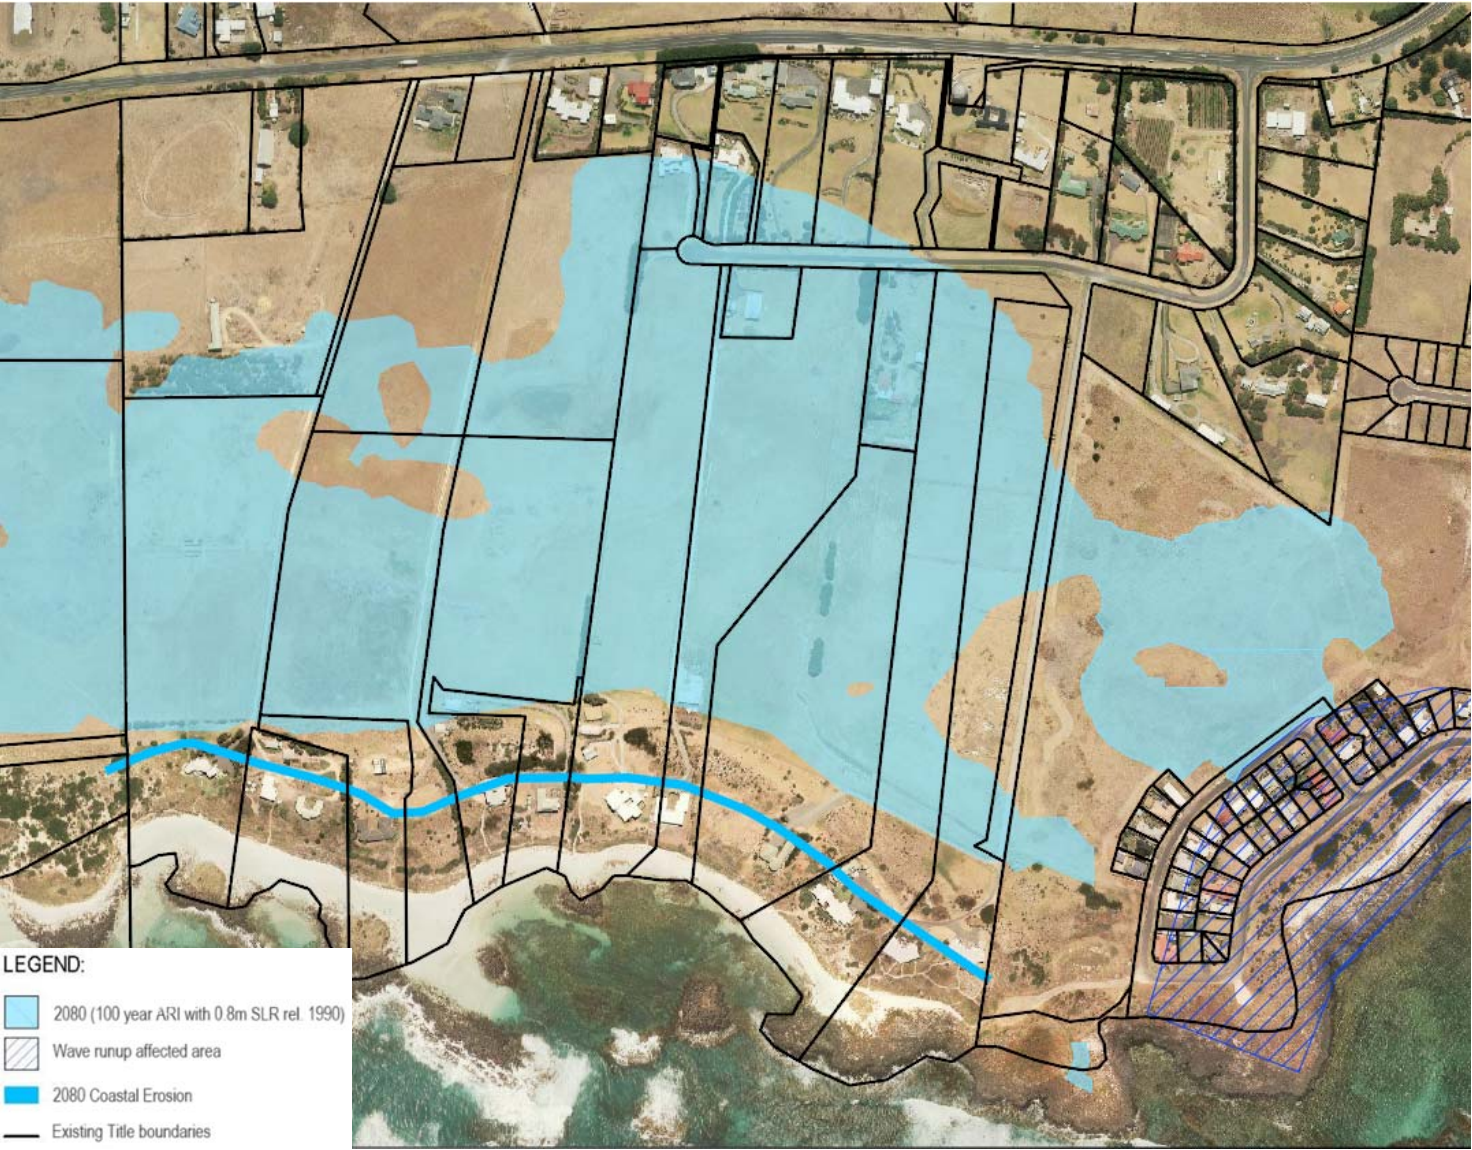 LEGEND:
2080 (100 year ARI with 0.8m SLR rel. 1990)
Wave runup affected area
2080 Coastal Erosion
Existing Title boundaries